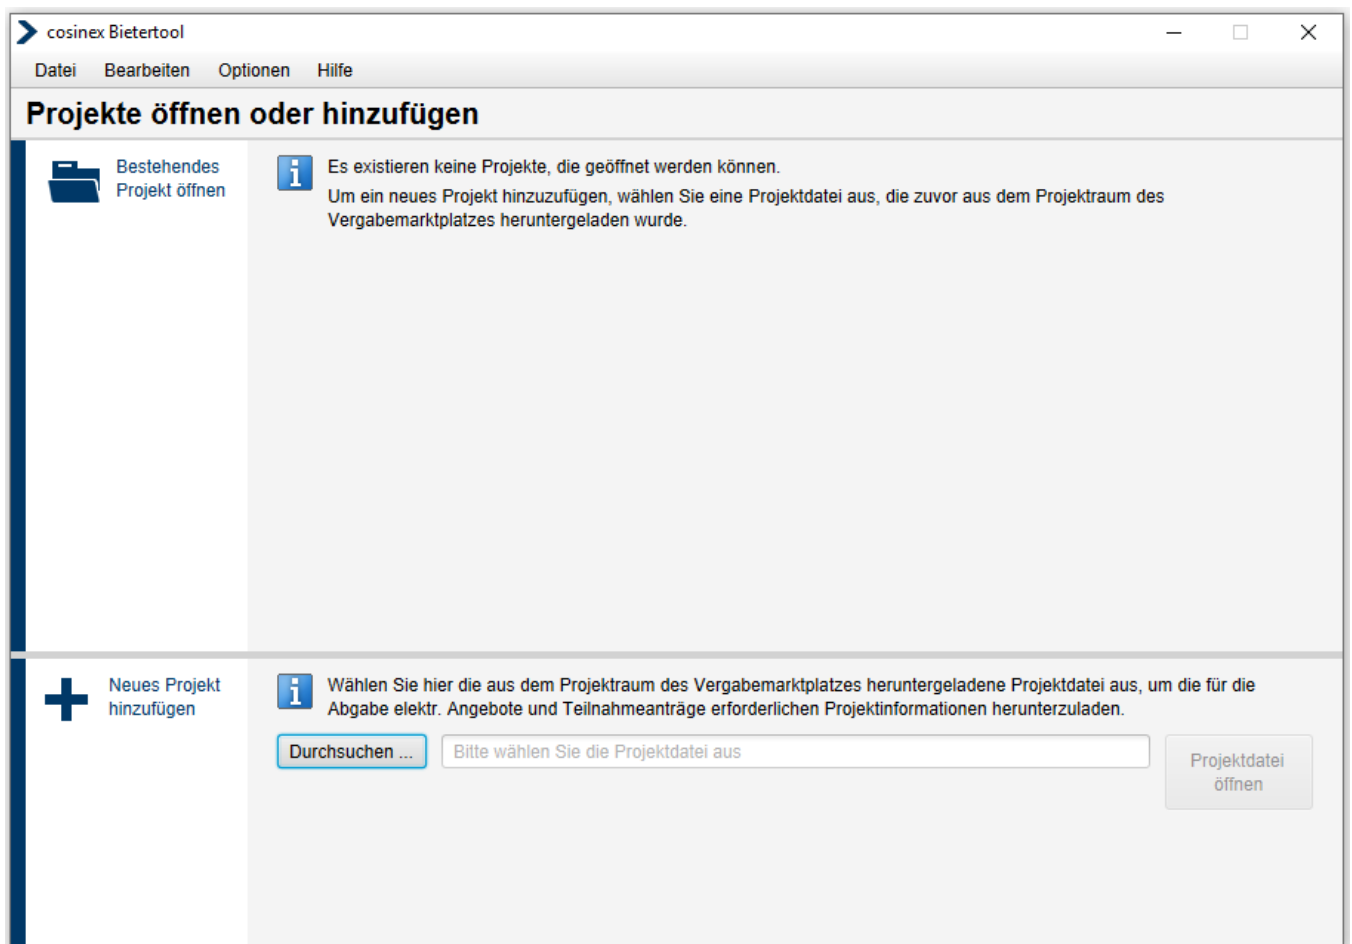 cosinex Bietertool
Datei Bearbeiten Optionen Hilfe
Projekte öffnen oder hinzufügen
Bestehendes
Projekt öffnen
Es existieren keine Projekte, die geöffnet werden können.
Um ein neues Projekt hinzuzufügen, wählen Sie eine Projektdatei aus, die zuvor aus dem Projektraum des
Vergabemarktplatzes heruntergeladen wurde.
Neues Projekt
hinzufügen
Wählen Sie hier die aus dem Projektraum des Vergabemarktplatzes heruntergeladene Projektdatei aus, um die für die
Abgabe elektr. Angebote und Teilnahmeanträge erforderlichen Projektinformationen herunterzuladen.
Durchsuchen ...
Bitte wählen Sie die Projektdatei aus
Projektdatei
öffnen